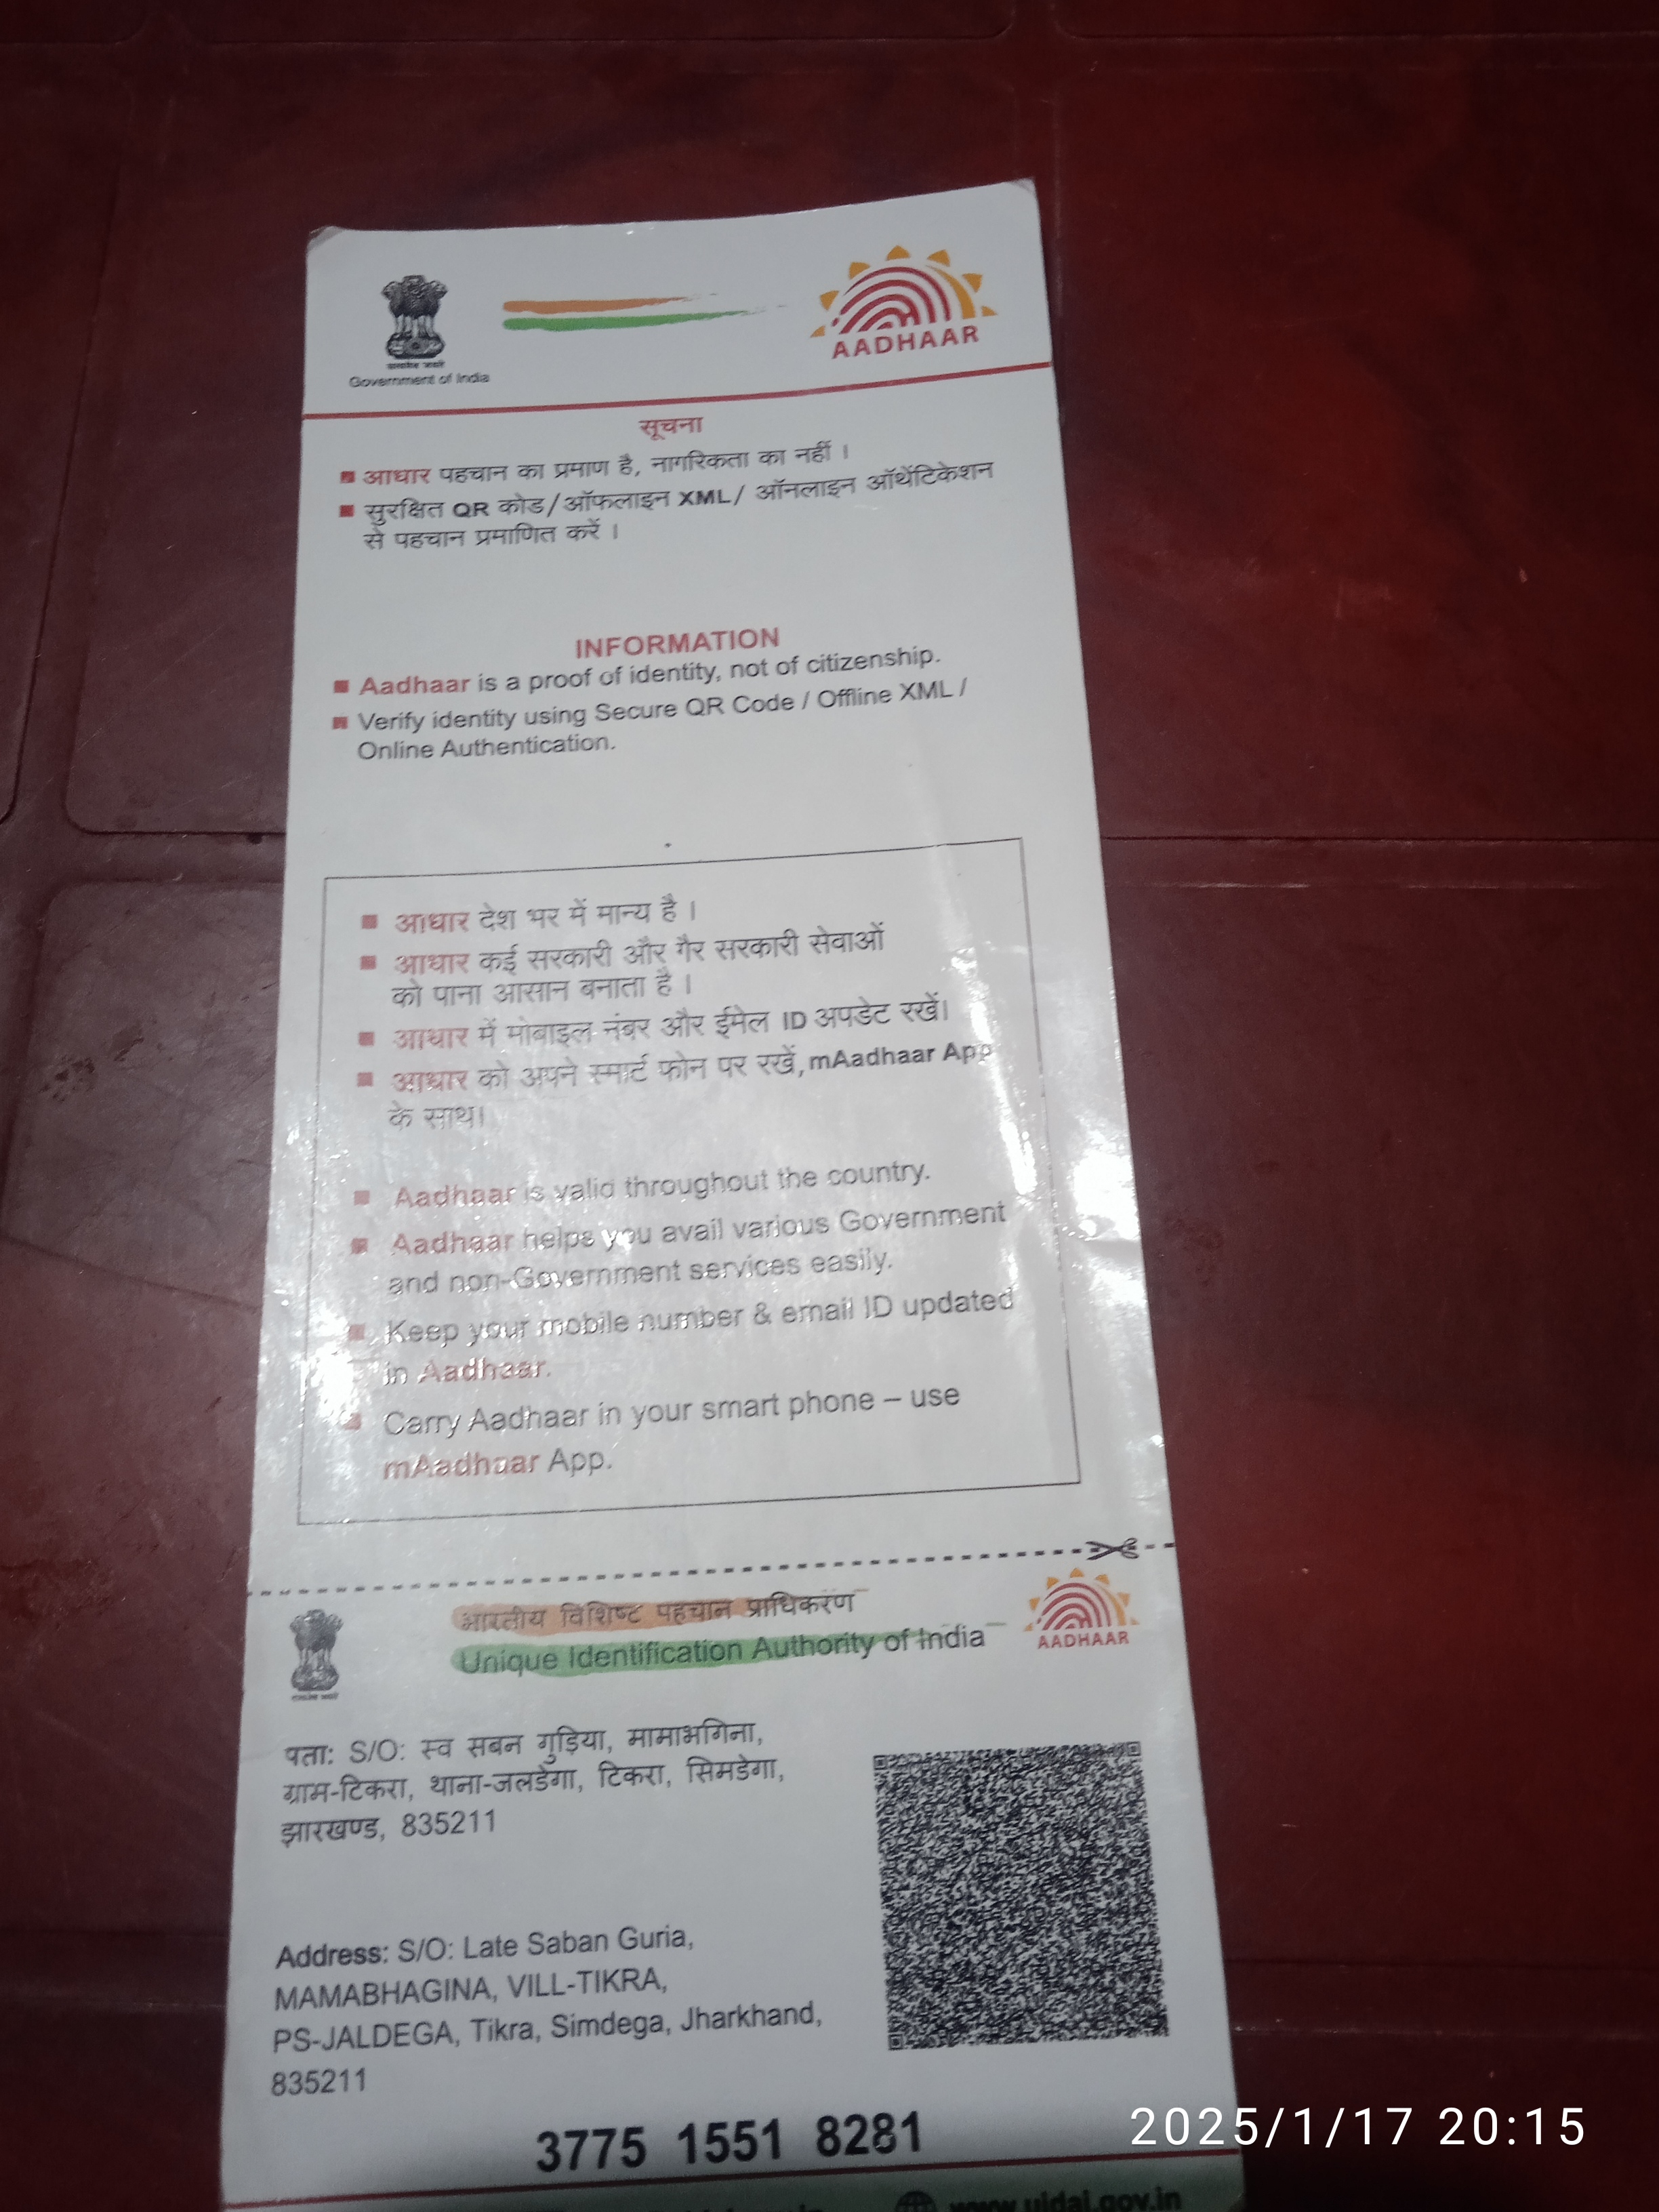 Government of India
AADHAAR
सूचना
आधार पहचान का प्रमाण है, नागरिकता का नहीं ।
सुरक्षित QR कोड/ऑफलाइन XML/ ऑनलाइन ऑथेंटिकेशन
से पहचान प्रमाणित करें ।
INFORMATION
Aadhaar is a proof of identity, not of citizenship.
Verify identity using Secure QR Code / Offline XML /
Online Authentication.
आधार देश भर में मान्य है ।
आधार कई सरकारी और गैर सरकारी सेवाओं
को पाना आसान बनाता है ।
आधार में मोबाइल नंबर और ईमेल ID अपडेट रखें।
आधार को अपने स्मार्ट फोन पर रखें, mAadhaar App
के साथ।
Aadhaar is valid throughout the country.
Aadhaar helps you avail various Government
and non-Government services easily.
Keep your mobile number & email ID updated
in Aadhaar.
Carry Aadhaar in your smart phone – use
mAadhaar App.
भारतीय विशिष्ट पहचान प्राधिकरण
Unique Identification Authority of India
AADHAAR
पता: S/O: स्व सबन गुड़िया, मामाभगिना,
ग्राम-टिकरा, थाना-जलडेगा, टिकरा, सिमडेगा,
झारखण्ड, 835211
Address: S/O: Late Saban Guria,
MAMABHAGINA, VILL-TIKRA,
PS-JALDEGA, Tikra, Simdega, Jharkhand,
835211
3775 1551 8281
www.uidai.gov.in
2025/1/17 20:15